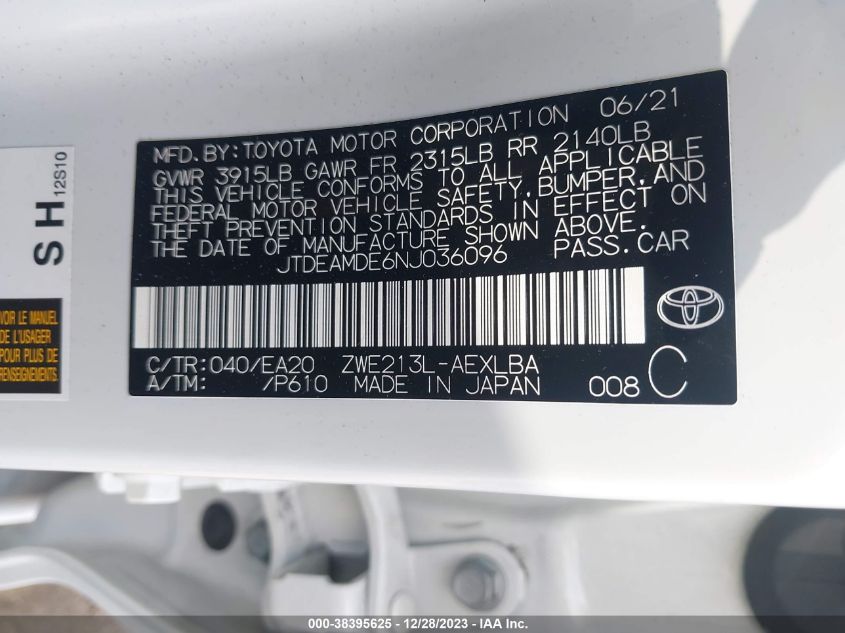 MFD. BY: TOYOTA MOTOR CORPORATION 06/21
GVWR 3915LB GAWR FR 2315LB RR 2140LB
THIS VEHICLE CONFORMS TO ALL APPLICABLE
FEDERAL MOTOR VEHICLE SAFETY, BUMPER, AND
THEFT PREVENTION STANDARDS IN EFFECT ON
THE DATE OF MANUFACTURE SHOWN ABOVE.
JTDEAMDE6NJ036096 PASS. CAR
C/TR: 040/EA20 ZWE213L-AEXLBA
A/TM: /P610 MADE IN JAPAN 008 C
S H 12S10
VOIR LE MANUEL
DE L'USAGER
POUR PLUS DE
RENSEIGNEMENTS
000-38395625 - 12/28/2023 - IAA, Inc.